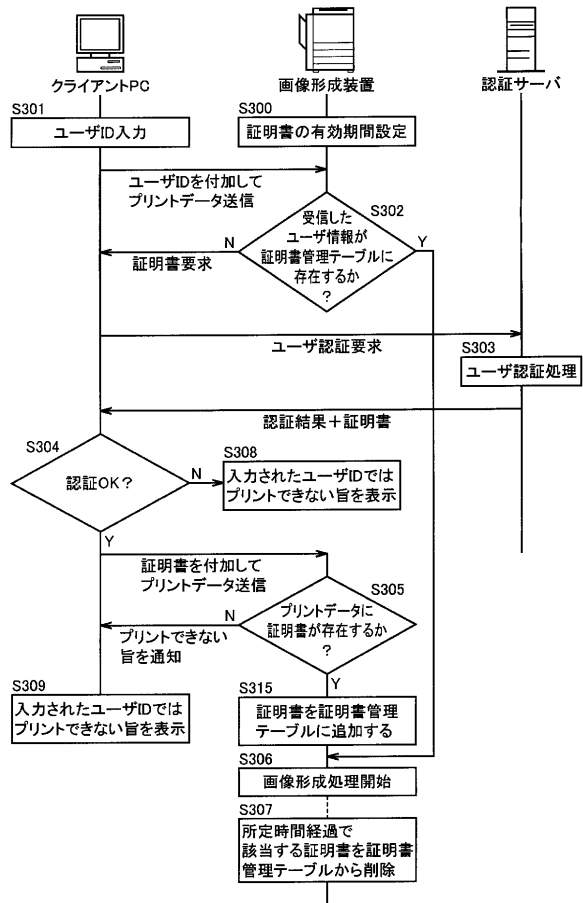 クライアントPC
画像形成装置
認証サーバ
S301
ユーザID入力
S300
証明書の有効期間設定
ユーザIDを付加して
プリントデータ送信
S302
受信した
ユーザ情報が
証明書管理テーブルに
存在するか
?
N
Y
証明書要求
ユーザ認証要求
S303
ユーザ認証処理
認証結果+証明書
S304
認証OK?
N
Y
S308
入力されたユーザIDでは
プリントできない旨を表示
証明書を付加して
プリントデータ送信
S305
プリントデータに
証明書が存在するか
?
N
Y
プリントできない
旨を通知
S309
入力されたユーザIDでは
プリントできない旨を表示
S315
証明書を証明書管理
テーブルに追加する
S306
画像形成処理開始
S307
所定時間経過で
該当する証明書を証明書
管理テーブルから削除